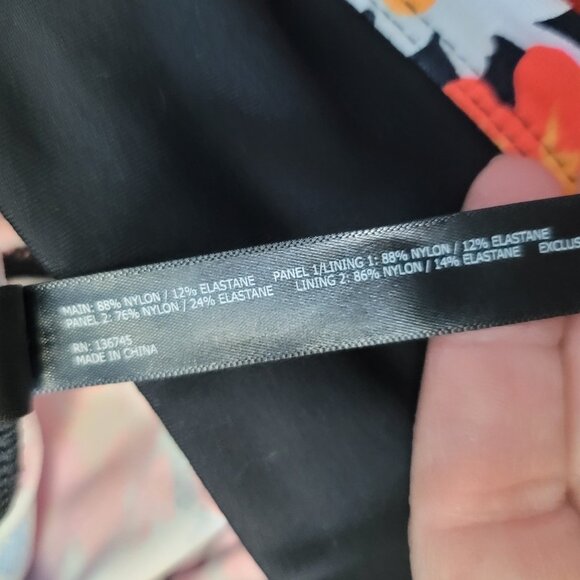 MAIN: 88% NYLON / 12% ELASTANE PANEL 1/LINING 1: 88% NYLON / 12% ELASTANE
PANEL 2: 76% NYLON / 24% ELASTANE LINING 2: 86% NYLON / 14% ELASTANE EXCLUS
RN: 136745
MADE IN CHINA